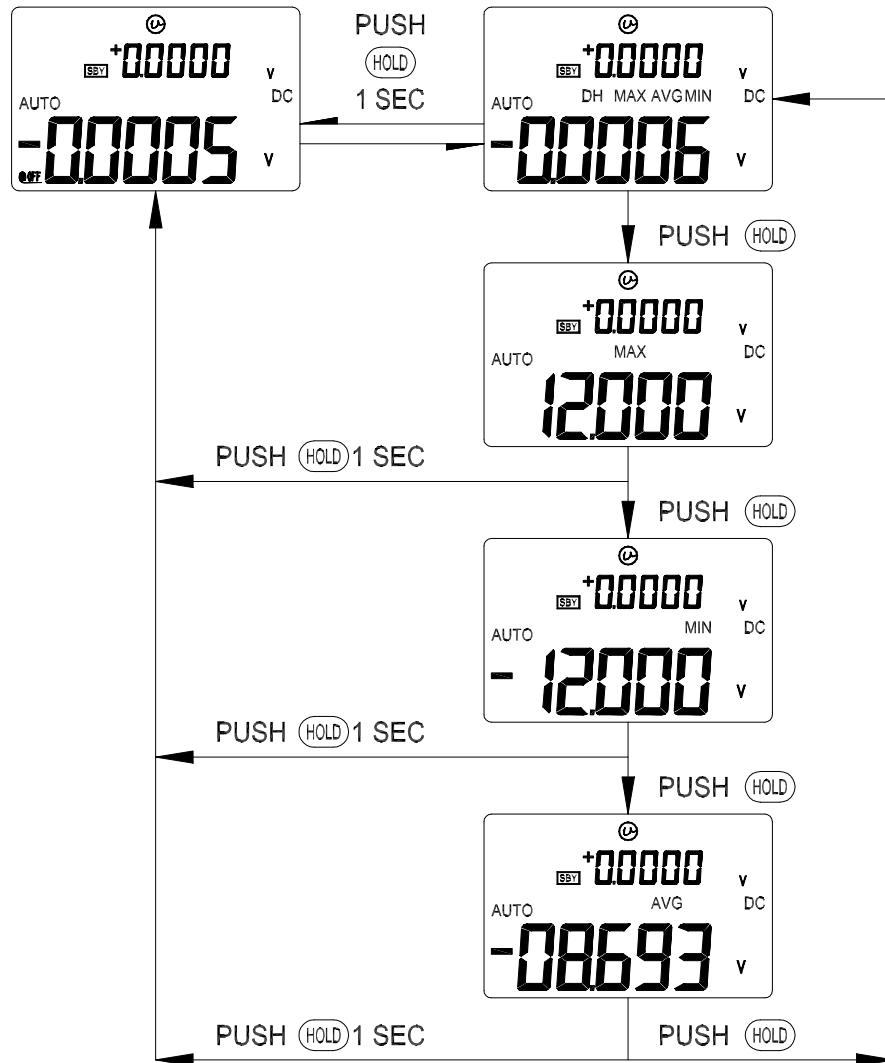 PUSH
HOLD
1 SEC
SBY +0.0000 V
DC
AUTO
-0.0005 V
OFF
SBY +0.0000 V
DH MAX AVG MIN DC
AUTO
-0.0006 V
PUSH HOLD
SBY +0.0000 V
AUTO MAX DC
12.000 V
PUSH HOLD 1 SEC
PUSH HOLD
SBY +0.0000 V
AUTO MIN DC
-12.000 V
PUSH HOLD 1 SEC
PUSH HOLD
SBY +0.0000 V
AUTO AVG DC
-08.693 V
PUSH HOLD 1 SEC PUSH HOLD